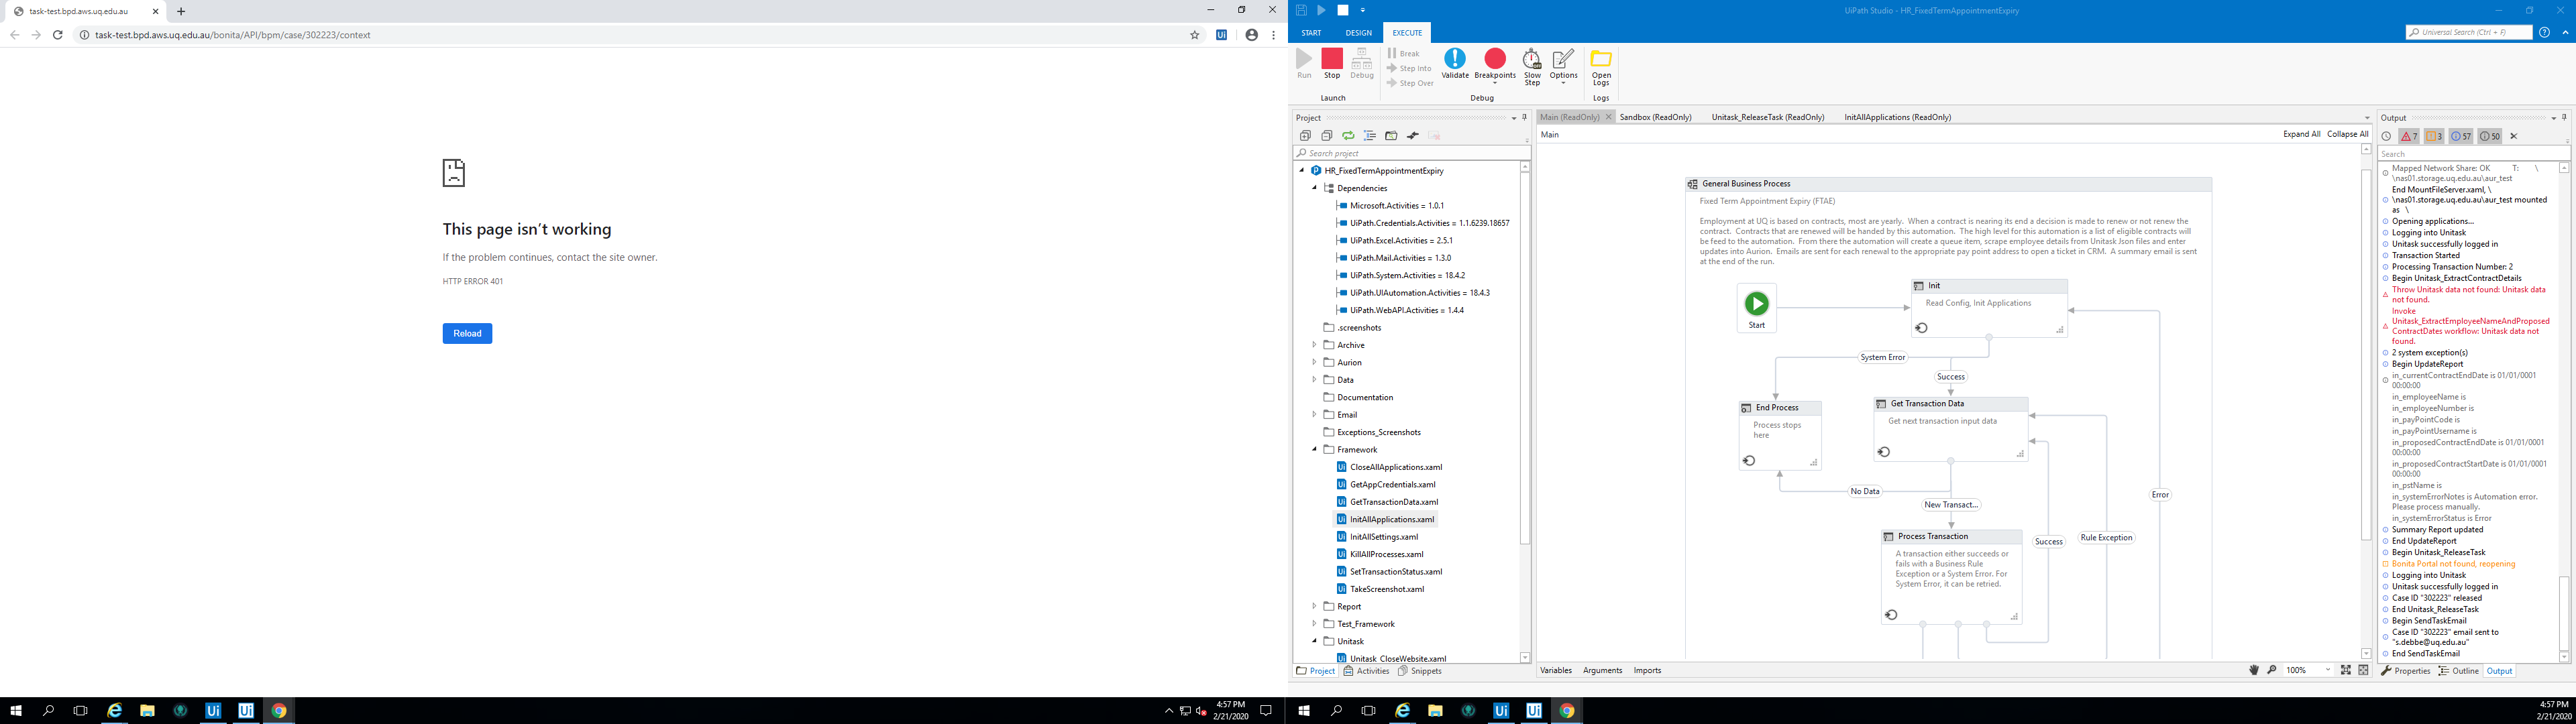 task-test.bpd.aws.uq.edu.au
task-test.bpd.aws.uq.edu.au/bonita/API/bpm/case/302223/context
This page isn't working
If the problem continues, contact the site owner.
HTTP ERROR 401
Reload
4:57 PM
2/21/2020
UiPath Studio - HR_FixedTermAppointmentExpiry
START DESIGN EXECUTE
Universal Search (Ctrl + F)
Run Stop Debug
Break
Step Into
Step Over
Validate Breakpoints Slow Step Options Open Logs
Launch Debug Logs
Project
Search project
HR_FixedTermAppointmentExpiry
Dependencies
Microsoft.Activities = 1.0.1
UiPath.Credentials.Activities = 1.1.6239.18657
UiPath.Excel.Activities = 2.5.1
UiPath.Mail.Activities = 1.3.0
UiPath.System.Activities = 18.4.2
UiPath.UIAutomation.Activities = 18.4.3
UiPath.WebAPI.Activities = 1.4.4
.screenshots
Archive
Aurion
Data
Documentation
Email
Exceptions_Screenshots
Framework
CloseAllApplications.xaml
GetAppCredentials.xaml
GetTransactionData.xaml
InitAllApplications.xaml
InitAllSettings.xaml
KillAllProcesses.xaml
SetTransactionStatus.xaml
TakeScreenshot.xaml
Report
Test_Framework
Unitask
Unitask_CloseWebsite.xaml
Project Activities Snippets
Main (ReadOnly) Sandbox (ReadOnly) Unitask_ReleaseTask (ReadOnly) InitAllApplications (ReadOnly)
Main Expand All Collapse All
General Business Process
Fixed Term Appointment Expiry (FTAE)
Employment at UQ is based on contracts, most are yearly. When a contract is nearing its end a decision is made to renew or not renew the
contract. Contracts that are renewed will be handed by this automation. The high level for this automation is a list of eligible contracts will
be feed to the automation. From there the automation will create a queue item, scrape employee details from Unitask Json files and enter
updates into Aurion. Emails are sent for each renewal to the appropriate pay point address to open a ticket in CRM. A summary email is sent
at the end of the run.
Start
Init
Read Config, Init Applications
System Error
Success
End Process
Process stops
here
Get Transaction Data
Get next transaction input data
No Data
New Transact...
Error
Process Transaction
A transaction either succeeds or
fails with a Business Rule
Exception or a System Error. For
System Error, it can be retried.
Success
Rule Exception
Variables Arguments Imports
100%
Output
7 3 57 50
Search
Mapped Network Share: OK T: \
\nas01.storage.uq.edu.au\aur_test
End MountFileServer.xaml, \
\nas01.storage.uq.edu.au\aur_test mounted
as \
Opening applications...
Logging into Unitask
Unitask successfully logged in
Transaction Started
Processing Transaction Number: 2
Begin Unitask_ExtractContractDetails
Throw Unitask data not found: Unitask data
not found.
Invoke
Unitask_ExtractEmployeeNameAndProposed
ContractDates workflow: Unitask data not
found.
2 system exception(s)
Begin UpdateReport
in_currentContractEndDate is 01/01/0001
00:00:00
in_employeeName is
in_employeeNumber is
in_payPointCode is
in_payPointUsername is
in_proposedContractEndDate is 01/01/0001
00:00:00
in_proposedContractStartDate is 01/01/0001
00:00:00
in_pstName is
in_systemErrorNotes is Automation error.
Please process manually.
in_systemErrorStatus is Error
Summary Report updated
End UpdateReport
Begin Unitask_ReleaseTask
Bonita Portal not found, reopening
Logging into Unitask
Unitask successfully logged in
Case ID "302223" released
End Unitask_ReleaseTask
Begin SendTaskEmail
Case ID "302223" email sent to
"s.debbe@uq.edu.au"
End SendTaskEmail
Properties Outline Output
4:57 PM
2/21/2020